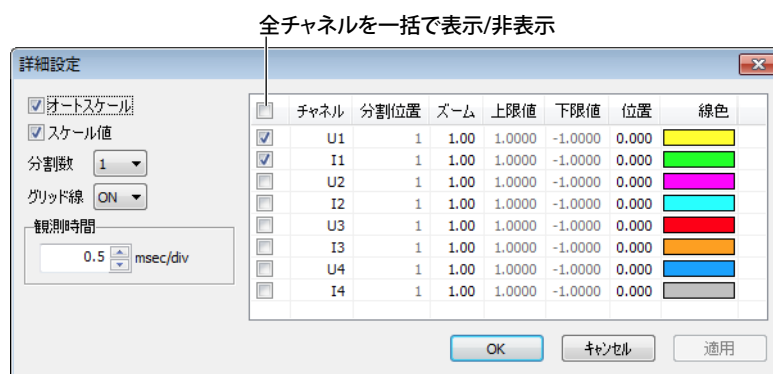 全チャネルを一括で表示/非表示
詳細設定
オートスケール
スケール値
分割数 1
グリッド線 ON
観測時間
0.5 msec/div
チャネル 分割位置 ズーム 上限値 下限値 位置 線色
U1 1 1.00 1.0000 -1.0000 0.000
I1 1 1.00 1.0000 -1.0000 0.000
U2 1 1.00 1.0000 -1.0000 0.000
I2 1 1.00 1.0000 -1.0000 0.000
U3 1 1.00 1.0000 -1.0000 0.000
I3 1 1.00 1.0000 -1.0000 0.000
U4 1 1.00 1.0000 -1.0000 0.000
I4 1 1.00 1.0000 -1.0000 0.000
OK キャンセル 適用